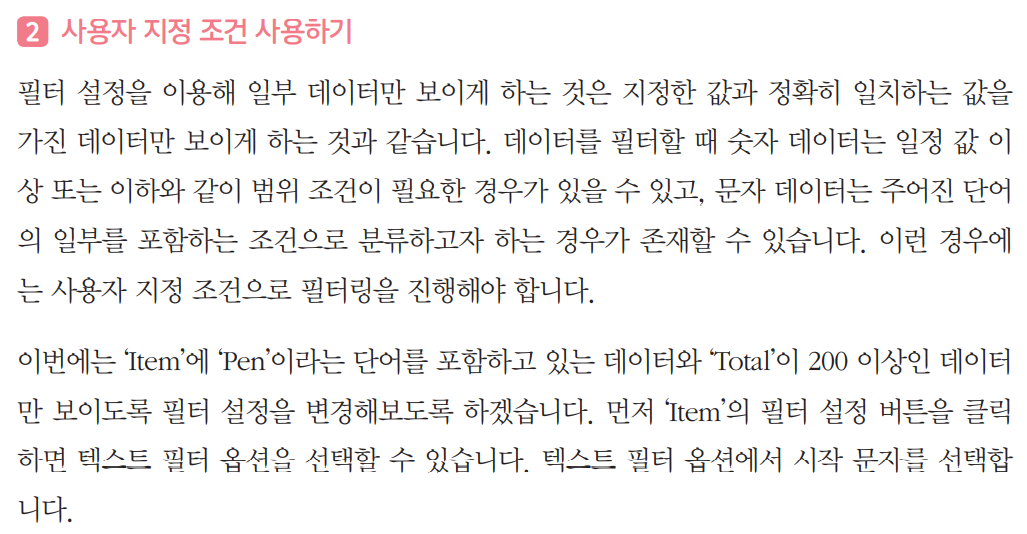 2 사용자 지정 조건 사용하기
필터 설정을 이용해 일부 데이터만 보이게 하는 것은 지정한 값과 정확히 일치하는 값을
가진 데이터만 보이게 하는 것과 같습니다. 데이터를 필터할 때 숫자 데이터는 일정 값 이
상 또는 이하와 같이 범위 조건이 필요한 경우가 있을 수 있고, 문자 데이터는 주어진 단어
의 일부를 포함하는 조건으로 분류하고자 하는 경우가 존재할 수 있습니다. 이런 경우에
는 사용자 지정 조건으로 필터링을 진행해야 합니다.
이번에는 ‘Item’에 ‘Pen’이라는 단어를 포함하고 있는 데이터와 ‘Total’이 200 이상인 데이터
만 보이도록 필터 설정을 변경해보도록 하겠습니다. 먼저 ‘Item’의 필터 설정 버튼을 클릭
하면 텍스트 필터 옵션을 선택할 수 있습니다. 텍스트 필터 옵션에서 시작 문자를 선택합
니다.